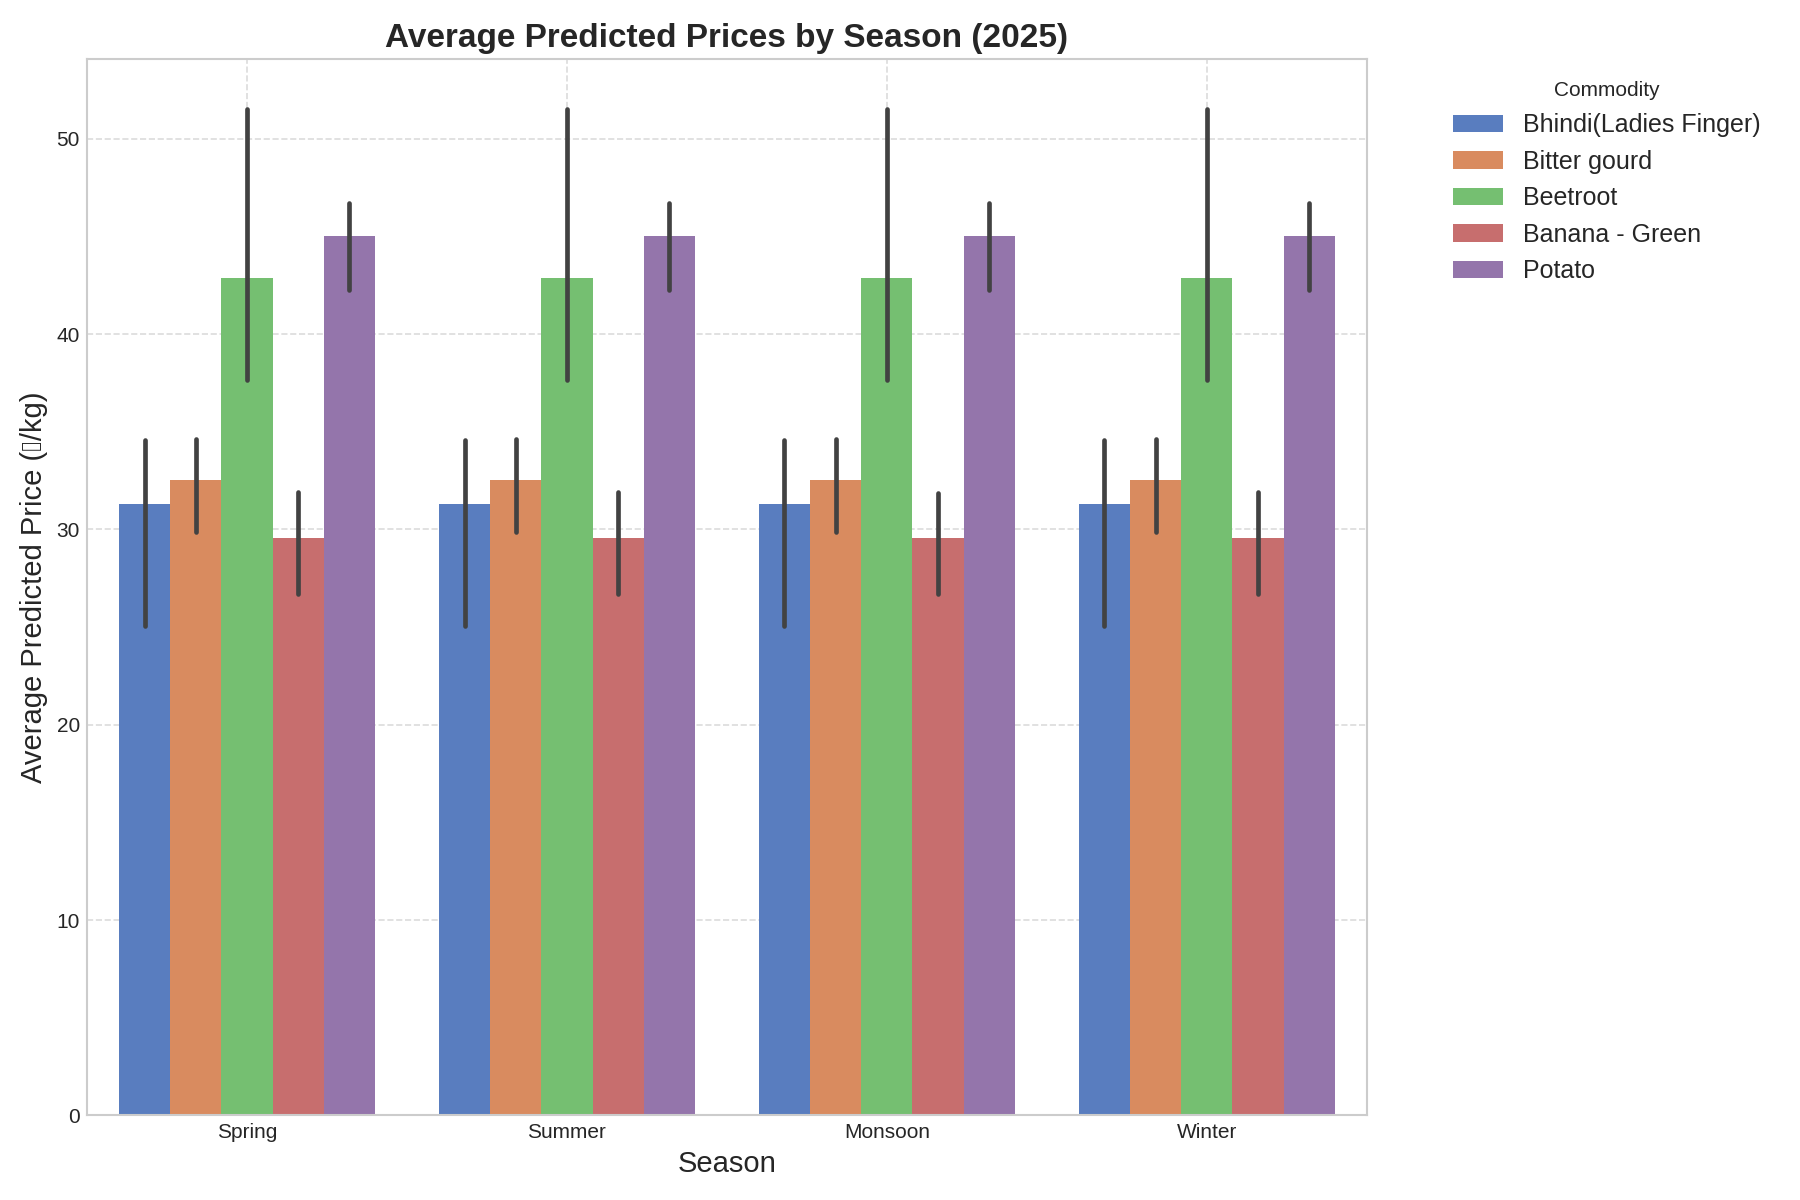 Average Predicted Prices by Season (2025)
Commodity
Bhindi(Ladies Finger)
Bitter gourd
Beetroot
Banana - Green
Potato
Average Predicted Price (▯/kg)
50
40
30
20
10
0
Spring Summer Monsoon Winter
Season